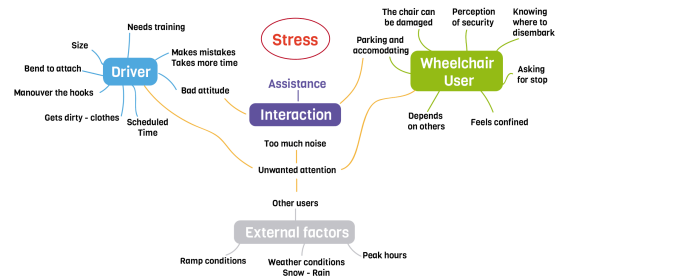 Needs training
Size
Makes mistakes
Takes more time
Driver
Bend to attach
Manouver the hooks
Bad attitude
Gets dirty - clothes
Scheduled
Time
Stress
Assistance
Interaction
Too much noise
Unwanted attention
Other users
External factors
Ramp conditions
Weather conditions
Snow - Rain
Peak hours
The chair can
be damaged
Perception
of security
Knowing
where to
disembark
Parking and
accomodating
Wheelchair
User
Asking
for stop
Depends
on others
Feels confined